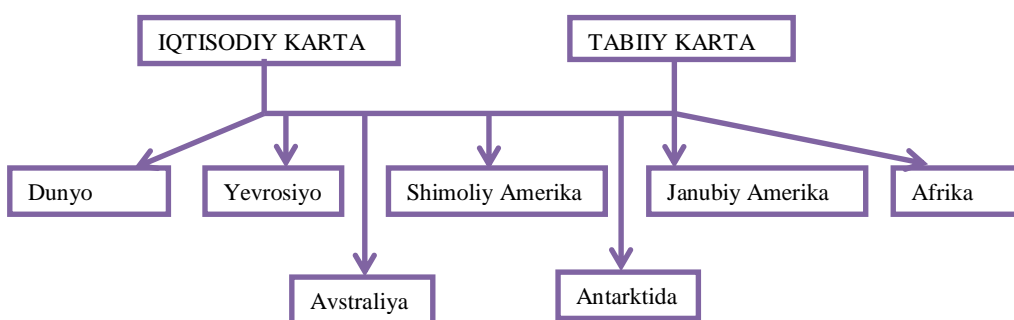 IQTISODIY KARTA
TABIIY KARTA
Dunyo
Yevrosiyo
Shimoliy Amerika
Janubiy Amerika
Afrika
Avstraliya
Antarktida